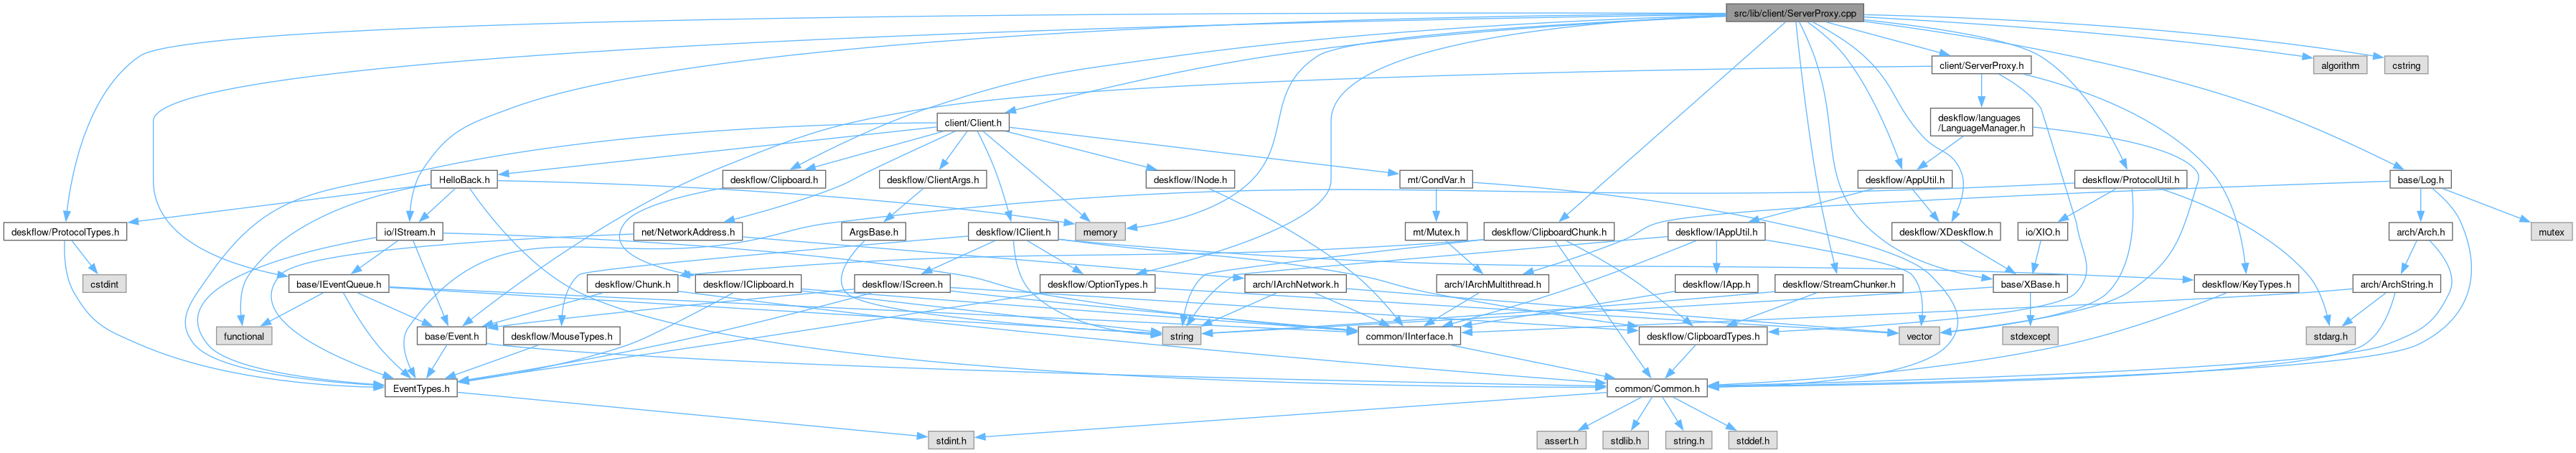 src/lib/client/ServerProxy.cpp
client/ServerProxy.h
algorithm
cstring
client/Client.h
deskflow/languages
/LanguageManager.h
HelloBack.h
deskflow/Clipboard.h
deskflow/ClientArgs.h
deskflow/INode.h
mt/CondVar.h
deskflow/AppUtil.h
deskflow/ProtocolUtil.h
base/Log.h
deskflow/ProtocolTypes.h
io/IStream.h
net/NetworkAddress.h
ArgsBase.h
deskflow/IClient.h
memory
mt/Mutex.h
deskflow/ClipboardChunk.h
deskflow/IAppUtil.h
deskflow/XDeskflow.h
io/XIO.h
arch/Arch.h
mutex
cstdint
base/IEventQueue.h
deskflow/Chunk.h
deskflow/IClipboard.h
deskflow/IScreen.h
deskflow/OptionTypes.h
arch/IArchNetwork.h
arch/IArchMultithread.h
deskflow/IApp.h
deskflow/StreamChunker.h
base/XBase.h
deskflow/KeyTypes.h
arch/ArchString.h
functional
base/Event.h
deskflow/MouseTypes.h
string
common/IInterface.h
deskflow/ClipboardTypes.h
vector
stdexcept
stdarg.h
EventTypes.h
common/Common.h
stdint.h
assert.h
stdlib.h
string.h
stddef.h